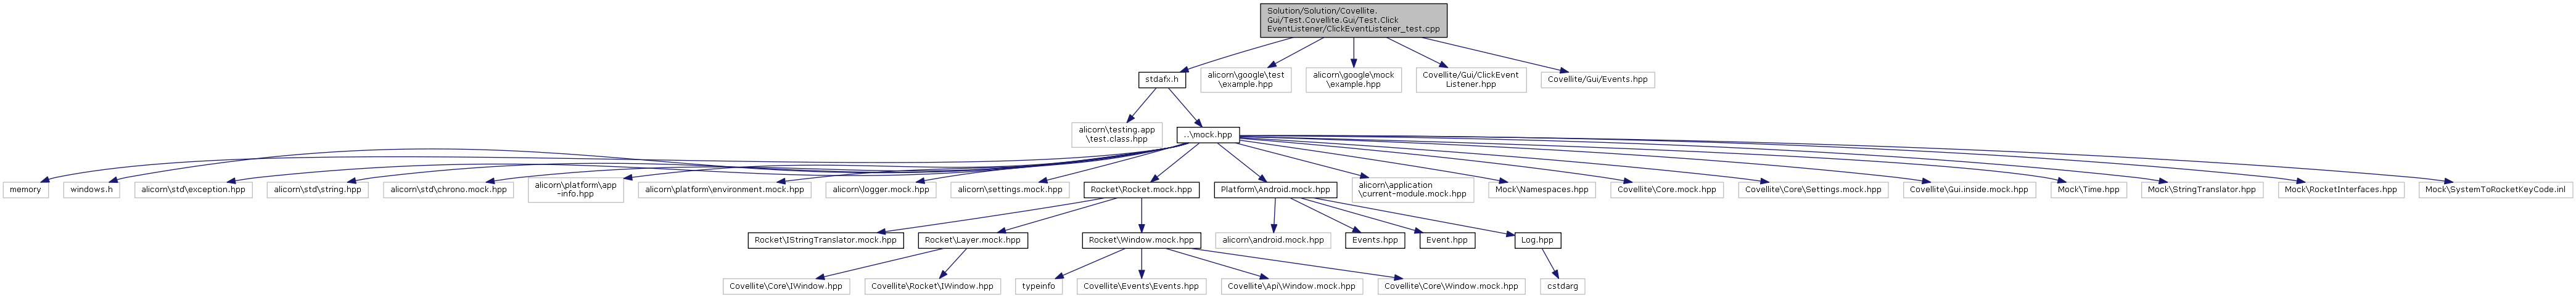 Solution/Solution/Covellite.
Gui/Test.Covellite.Gui/Test.Click
EventListener/ClickEventListener_test.cpp
stdafx.h
alicorn\google\test
\example.hpp
alicorn\google\mock
\example.hpp
Covellite/Gui/ClickEvent
Listener.hpp
Covellite/Gui/Events.hpp
alicorn\testing.app
\test.class.hpp
..\mock.hpp
memory
windows.h
alicorn\std\exception.hpp
alicorn\std\string.hpp
alicorn\std\chrono.mock.hpp
alicorn\platform\app
-info.hpp
alicorn\platform\environment.mock.hpp
alicorn\logger.mock.hpp
alicorn\settings.mock.hpp
Rocket\Rocket.mock.hpp
Platform\Android.mock.hpp
alicorn\application
\current-module.mock.hpp
Mock\Namespaces.hpp
Covellite\Core.mock.hpp
Covellite\Core\Settings.mock.hpp
Covellite\Gui.inside.mock.hpp
Mock\Time.hpp
Mock\StringTranslator.hpp
Mock\RocketInterfaces.hpp
Mock\SystemToRocketKeyCode.inl
Rocket\IStringTranslator.mock.hpp
Rocket\Layer.mock.hpp
Rocket\Window.mock.hpp
alicorn\android.mock.hpp
Events.hpp
Event.hpp
Log.hpp
Covellite\Core\IWindow.hpp
Covellite\Rocket\IWindow.hpp
typeinfo
Covellite\Events\Events.hpp
Covellite\Api\Window.mock.hpp
Covellite\Core\Window.mock.hpp
cstdarg